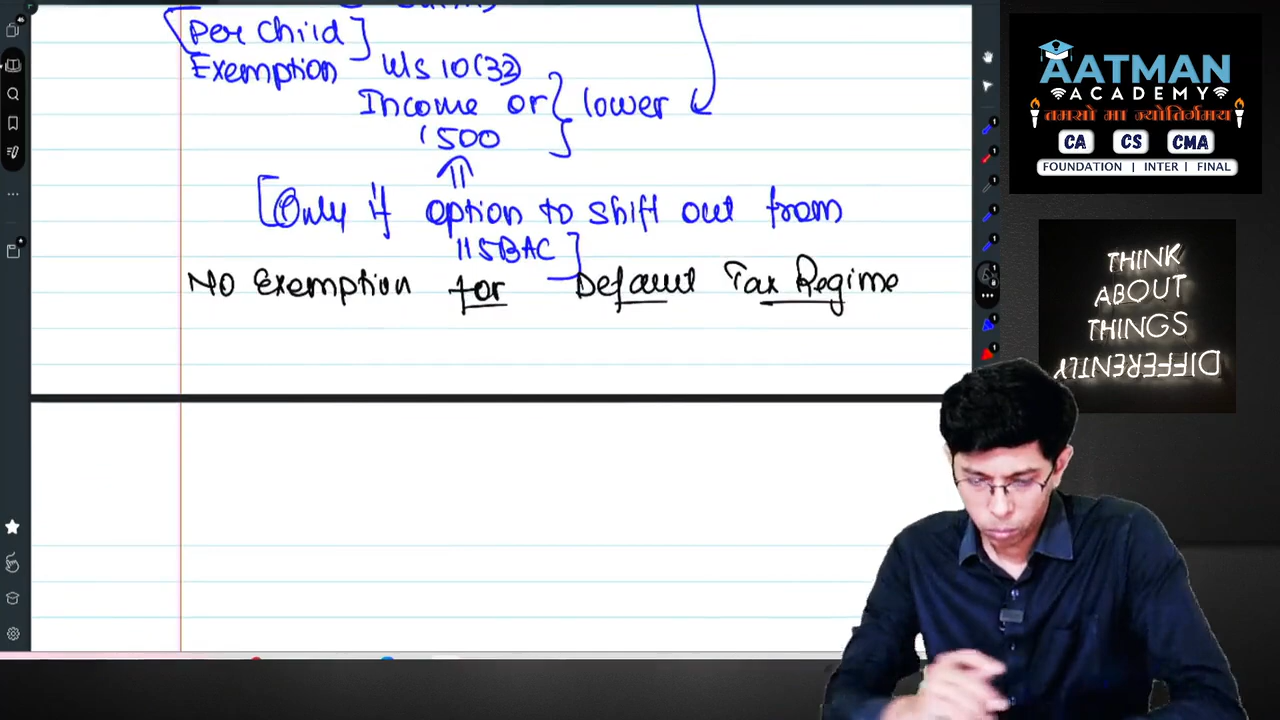 [Per Child]
Exemption u/s 10(32)
Income or } lower
1500
[Only if option to shift out from
115BAC]
No Exemption for Default Tax Regime
AATMAN
ACADEMY
तमसो मा ज्योतिर्गमय
CA CS CMA
FOUNDATION | INTER | FINAL
THINK
ABOUT
THINGS
DIFFERENTLY